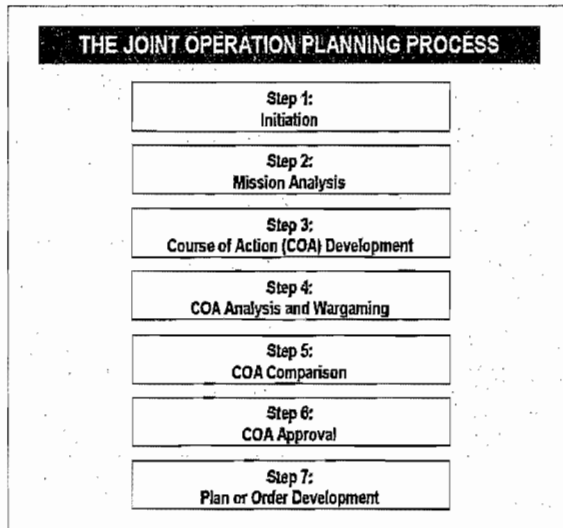 THE JOINT OPERATION PLANNING PROCESS
Step 1:
Initiation
Step 2:
Mission Analysis
Step 3:
Course of Action (COA) Development
Step 4:
COA Analysis and Wargaming
Step 5:
COA Comparison
Step 6:
COA Approval
Step 7:
Plan or Order Development